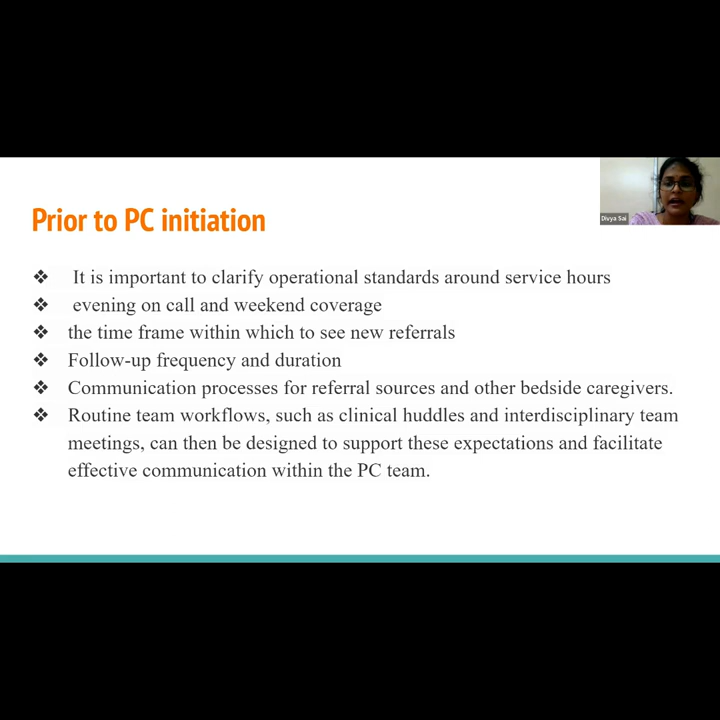 Prior to PC initiation
Divya Sai
❖ It is important to clarify operational standards around service hours
❖ evening on call and weekend coverage
❖ the time frame within which to see new referrals
❖ Follow-up frequency and duration
❖ Communication processes for referral sources and other bedside caregivers.
❖ Routine team workflows, such as clinical huddles and interdisciplinary team
meetings, can then be designed to support these expectations and facilitate
effective communication within the PC team.